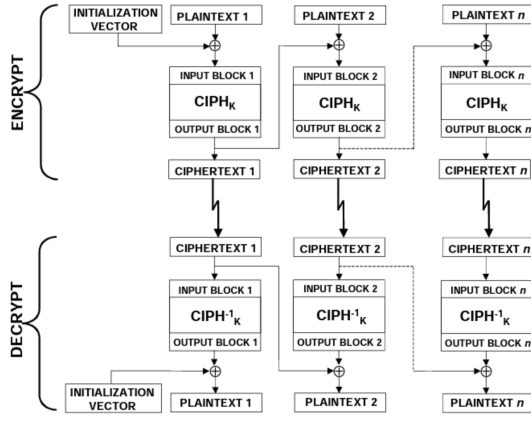 INITIALIZATION
VECTOR
PLAINTEXT 1
PLAINTEXT 2
PLAINTEXT n
ENCRYPT
INPUT BLOCK 1
INPUT BLOCK 2
INPUT BLOCK n
CIPHK
CIPHK
CIPHK
OUTPUT BLOCK 1
OUTPUT BLOCK 2
OUTPUT BLOCK n
CIPHERTEXT 1
CIPHERTEXT 2
CIPHERTEXT n
DECRYPT
CIPHERTEXT 1
CIPHERTEXT 2
CIPHERTEXT n
INPUT BLOCK 1
INPUT BLOCK 2
INPUT BLOCK n
CIPH-1K
CIPH-1K
CIPH-1K
OUTPUT BLOCK 1
OUTPUT BLOCK 2
OUTPUT BLOCK n
INITIALIZATION
VECTOR
PLAINTEXT 1
PLAINTEXT 2
PLAINTEXT n